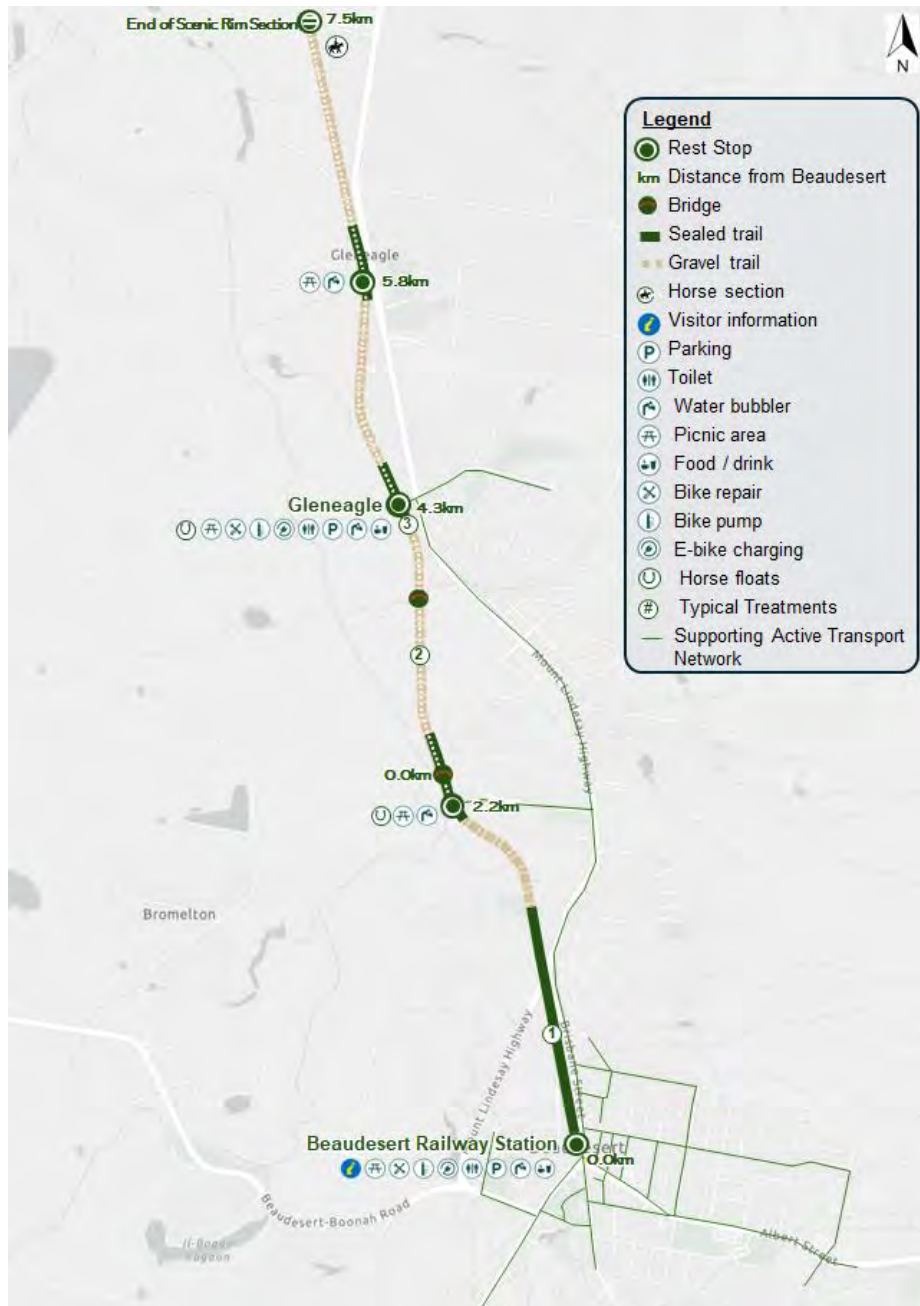 End of Scenic Rim Section
7.5km
N
Legend
Rest Stop
km Distance from Beaudesert
Bridge
Sealed trail
Gravel trail
Horse section
Visitor information
P Parking
Toilet
Water bubbler
Picnic area
Food / drink
Bike repair
Bike pump
E-bike charging
Horse floats
# Typical Treatments
Supporting Active Transport
Network
Gleneagle
5.8km
Gleneagle
4.3km
3
P
2
Mount Lindesay Highway
0.0km
2.2km
Bromelton
1
Brisbane Street
Mount Lindesay Highway
Beaudesert Railway Station
0.0km
P
Beaudesert-Boonah Road
Albert Street
Lagoon